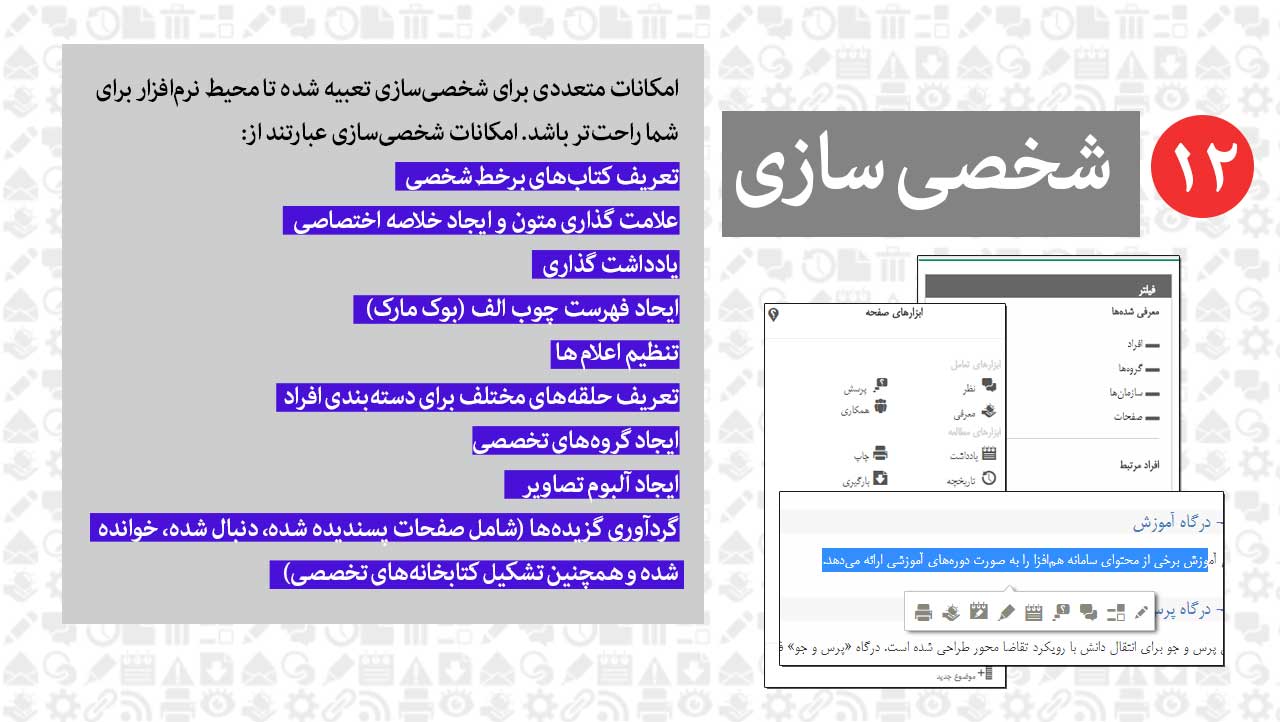 ۱۲
شخصی سازی
امکانات متعددی برای شخصی‌سازی تعبیه شده تا محیط نرم‌افزار برای
شما راحت‌تر باشد. امکانات شخصی‌سازی عبارتند از:
تعریف کتاب‌های برخط شخصی
علامت گذاری متون و ایجاد خلاصه اختصاصی
یادداشت گذاری
ایحاد فهرست چوب الف (بوک مارک)
تنظیم اعلام ها
تعریف حلقه‌های مختلف برای دسته‌بندی افراد
ایجاد گروه‌های تخصصی
ایجاد آلبوم تصاویر
گردآوری گزیده‌ها (شامل صفحات پسندیده شده، دنبال شده، خوانده
شده و همچنین تشکیل کتابخانه‌های تخصصی)
فیلتر
معرفی شده‌ها
افراد
گروه‌ها
سازمان‌ها
صفحات
افراد مرتبط
ابزارهای صفحه
ابزارهای تعامل
نظر
پرسش
معرفی
همکاری
ابزارهای مطالعه
یادداشت
چاپ
تاریخچه
بارگیری
- درگاه آموزش
آموزش برخی از محتوای سامانه هم‌افزا را به صورت دوره‌های آموزشی ارائه می‌دهد.
- درگاه پرس
پرس و جو برای انتقال دانش با رویکرد تقاضا محور طراحی شده است. درگاه «پرس و جو»
+ موضوع جدید